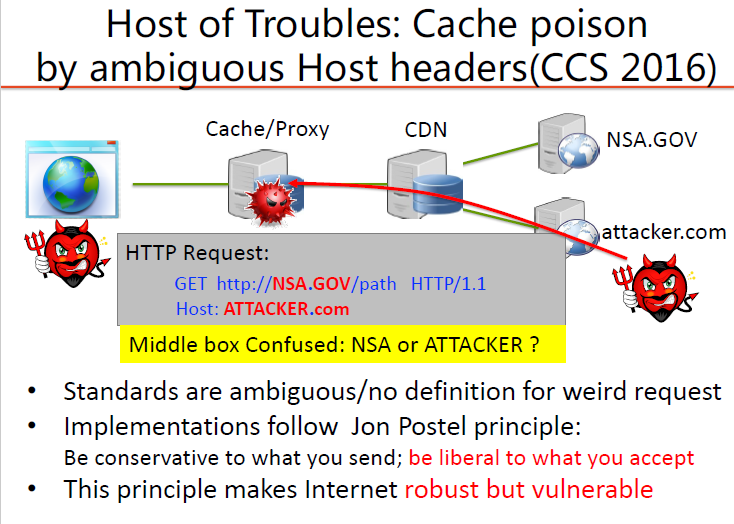 Host of Troubles: Cache poison
by ambiguous Host headers(CCS 2016)
Cache/Proxy
CDN
NSA.GOV
attacker.com
HTTP Request:
GET http://NSA.GOV/path HTTP/1.1
Host: ATTACKER.com
Middle box Confused: NSA or ATTACKER ?
• Standards are ambiguous/no definition for weird request
• Implementations follow Jon Postel principle:
Be conservative to what you send; be liberal to what you accept
• This principle makes Internet robust but vulnerable